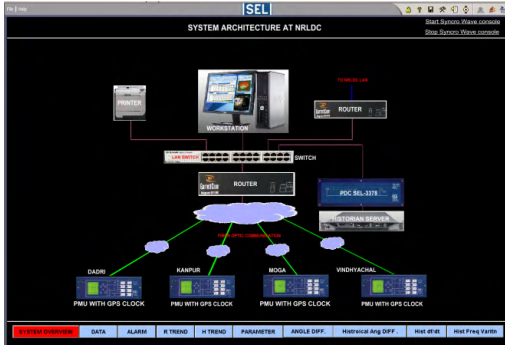 File | Help
SEL
Start Syncro Wave console
Stop Syncro Wave console
SYSTEM ARCHITECTURE AT NRLDC
PRINTER
WORKSTATION
ROUTER
LAN SWITCH
SWITCH
ROUTER
PDC SEL-3378
HISTORIAN SERVER
FIBER OPTIC COMMUNICATION
DADRI
KANPUR
MOGA
VINDHYACHAL
PMU WITH GPS CLOCK
PMU WITH GPS CLOCK
PMU WITH GPS CLOCK
PMU WITH GPS CLOCK
SYSTEM OVERVIEW
DATA
ALARM
R TREND
H TREND
PARAMETER
ANGLE DIFF.
Histroical Ang DIFF .
Hist df/dt
Hist Freq Varitn